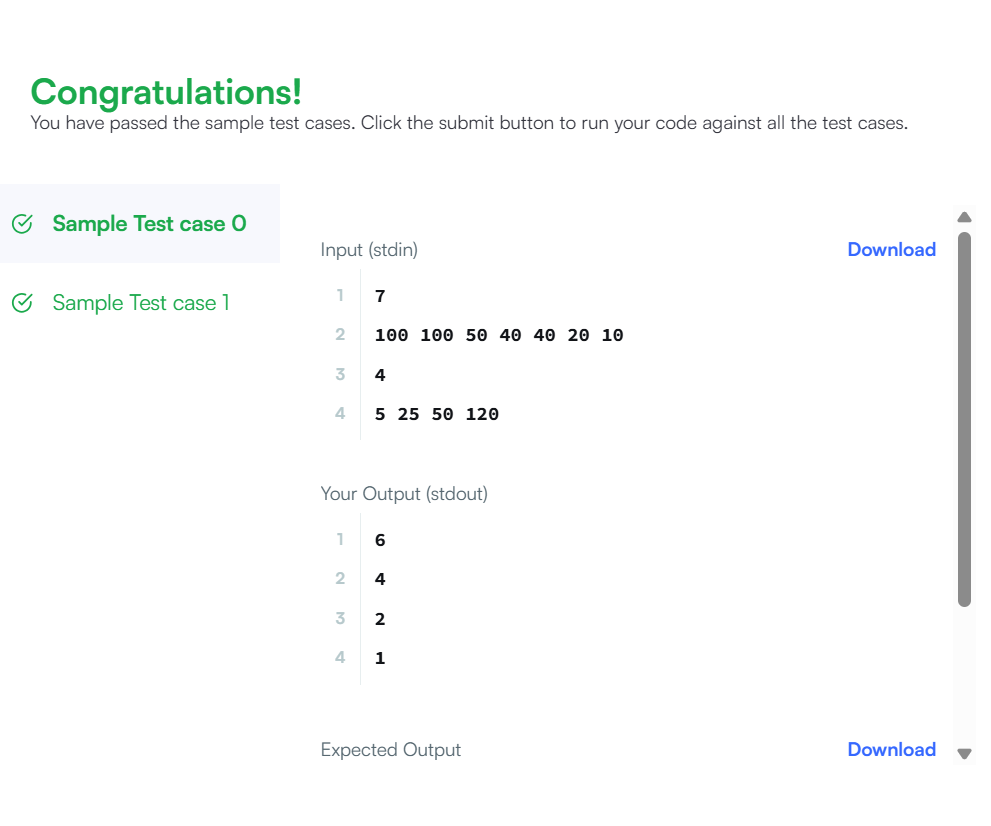 Congratulations!
You have passed the sample test cases. Click the submit button to run your code against all the test cases.
Sample Test case 0
Sample Test case 1
Input (stdin)
Download
1 7
2 100 100 50 40 40 20 10
3 4
4 5 25 50 120
Your Output (stdout)
1 6
2 4
3 2
4 1
Expected Output
Download